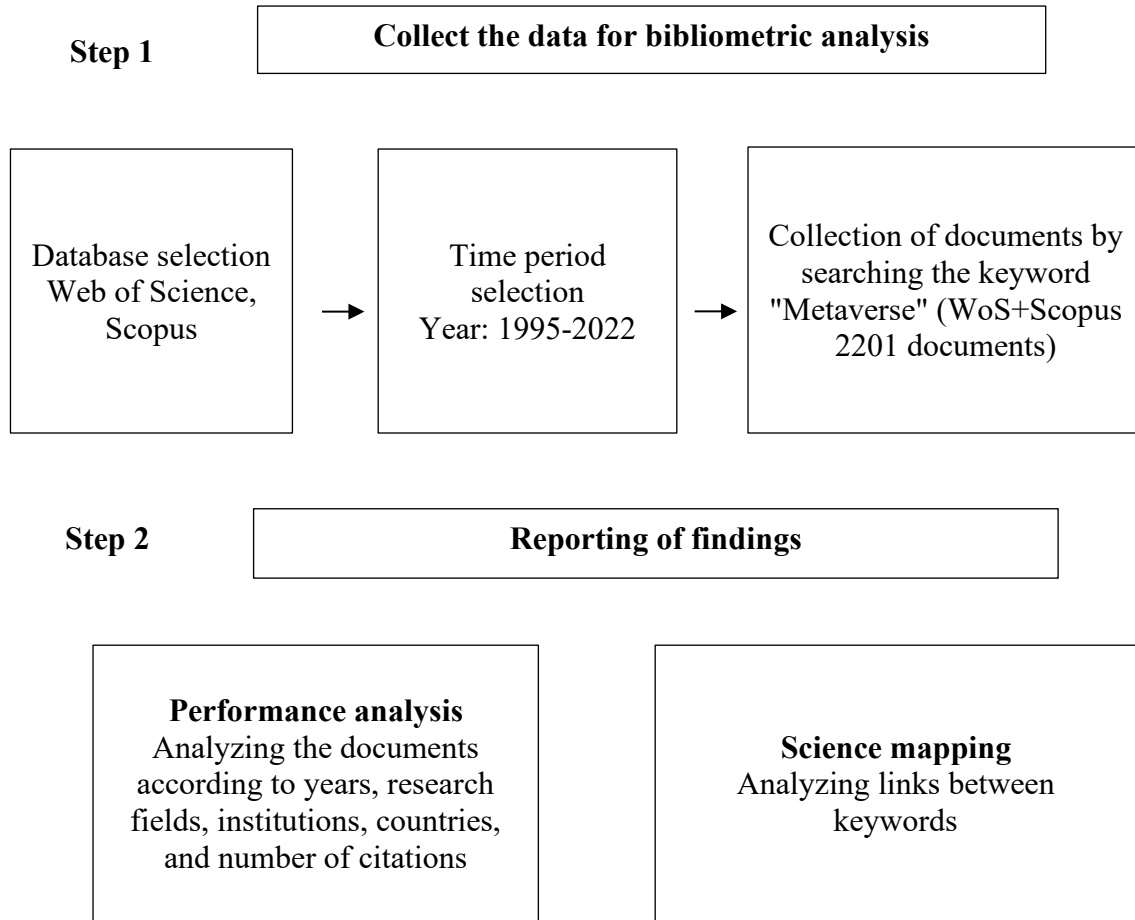 Step 1
Collect the data for bibliometric analysis
Database selection
Web of Science,
Scopus
Time period
selection
Year: 1995-2022
Collection of documents by
searching the keyword
"Metaverse" (WoS+Scopus
2201 documents)
Step 2
Reporting of findings
Performance analysis
Analyzing the documents
according to years, research
fields, institutions, countries,
and number of citations
Science mapping
Analyzing links between
keywords